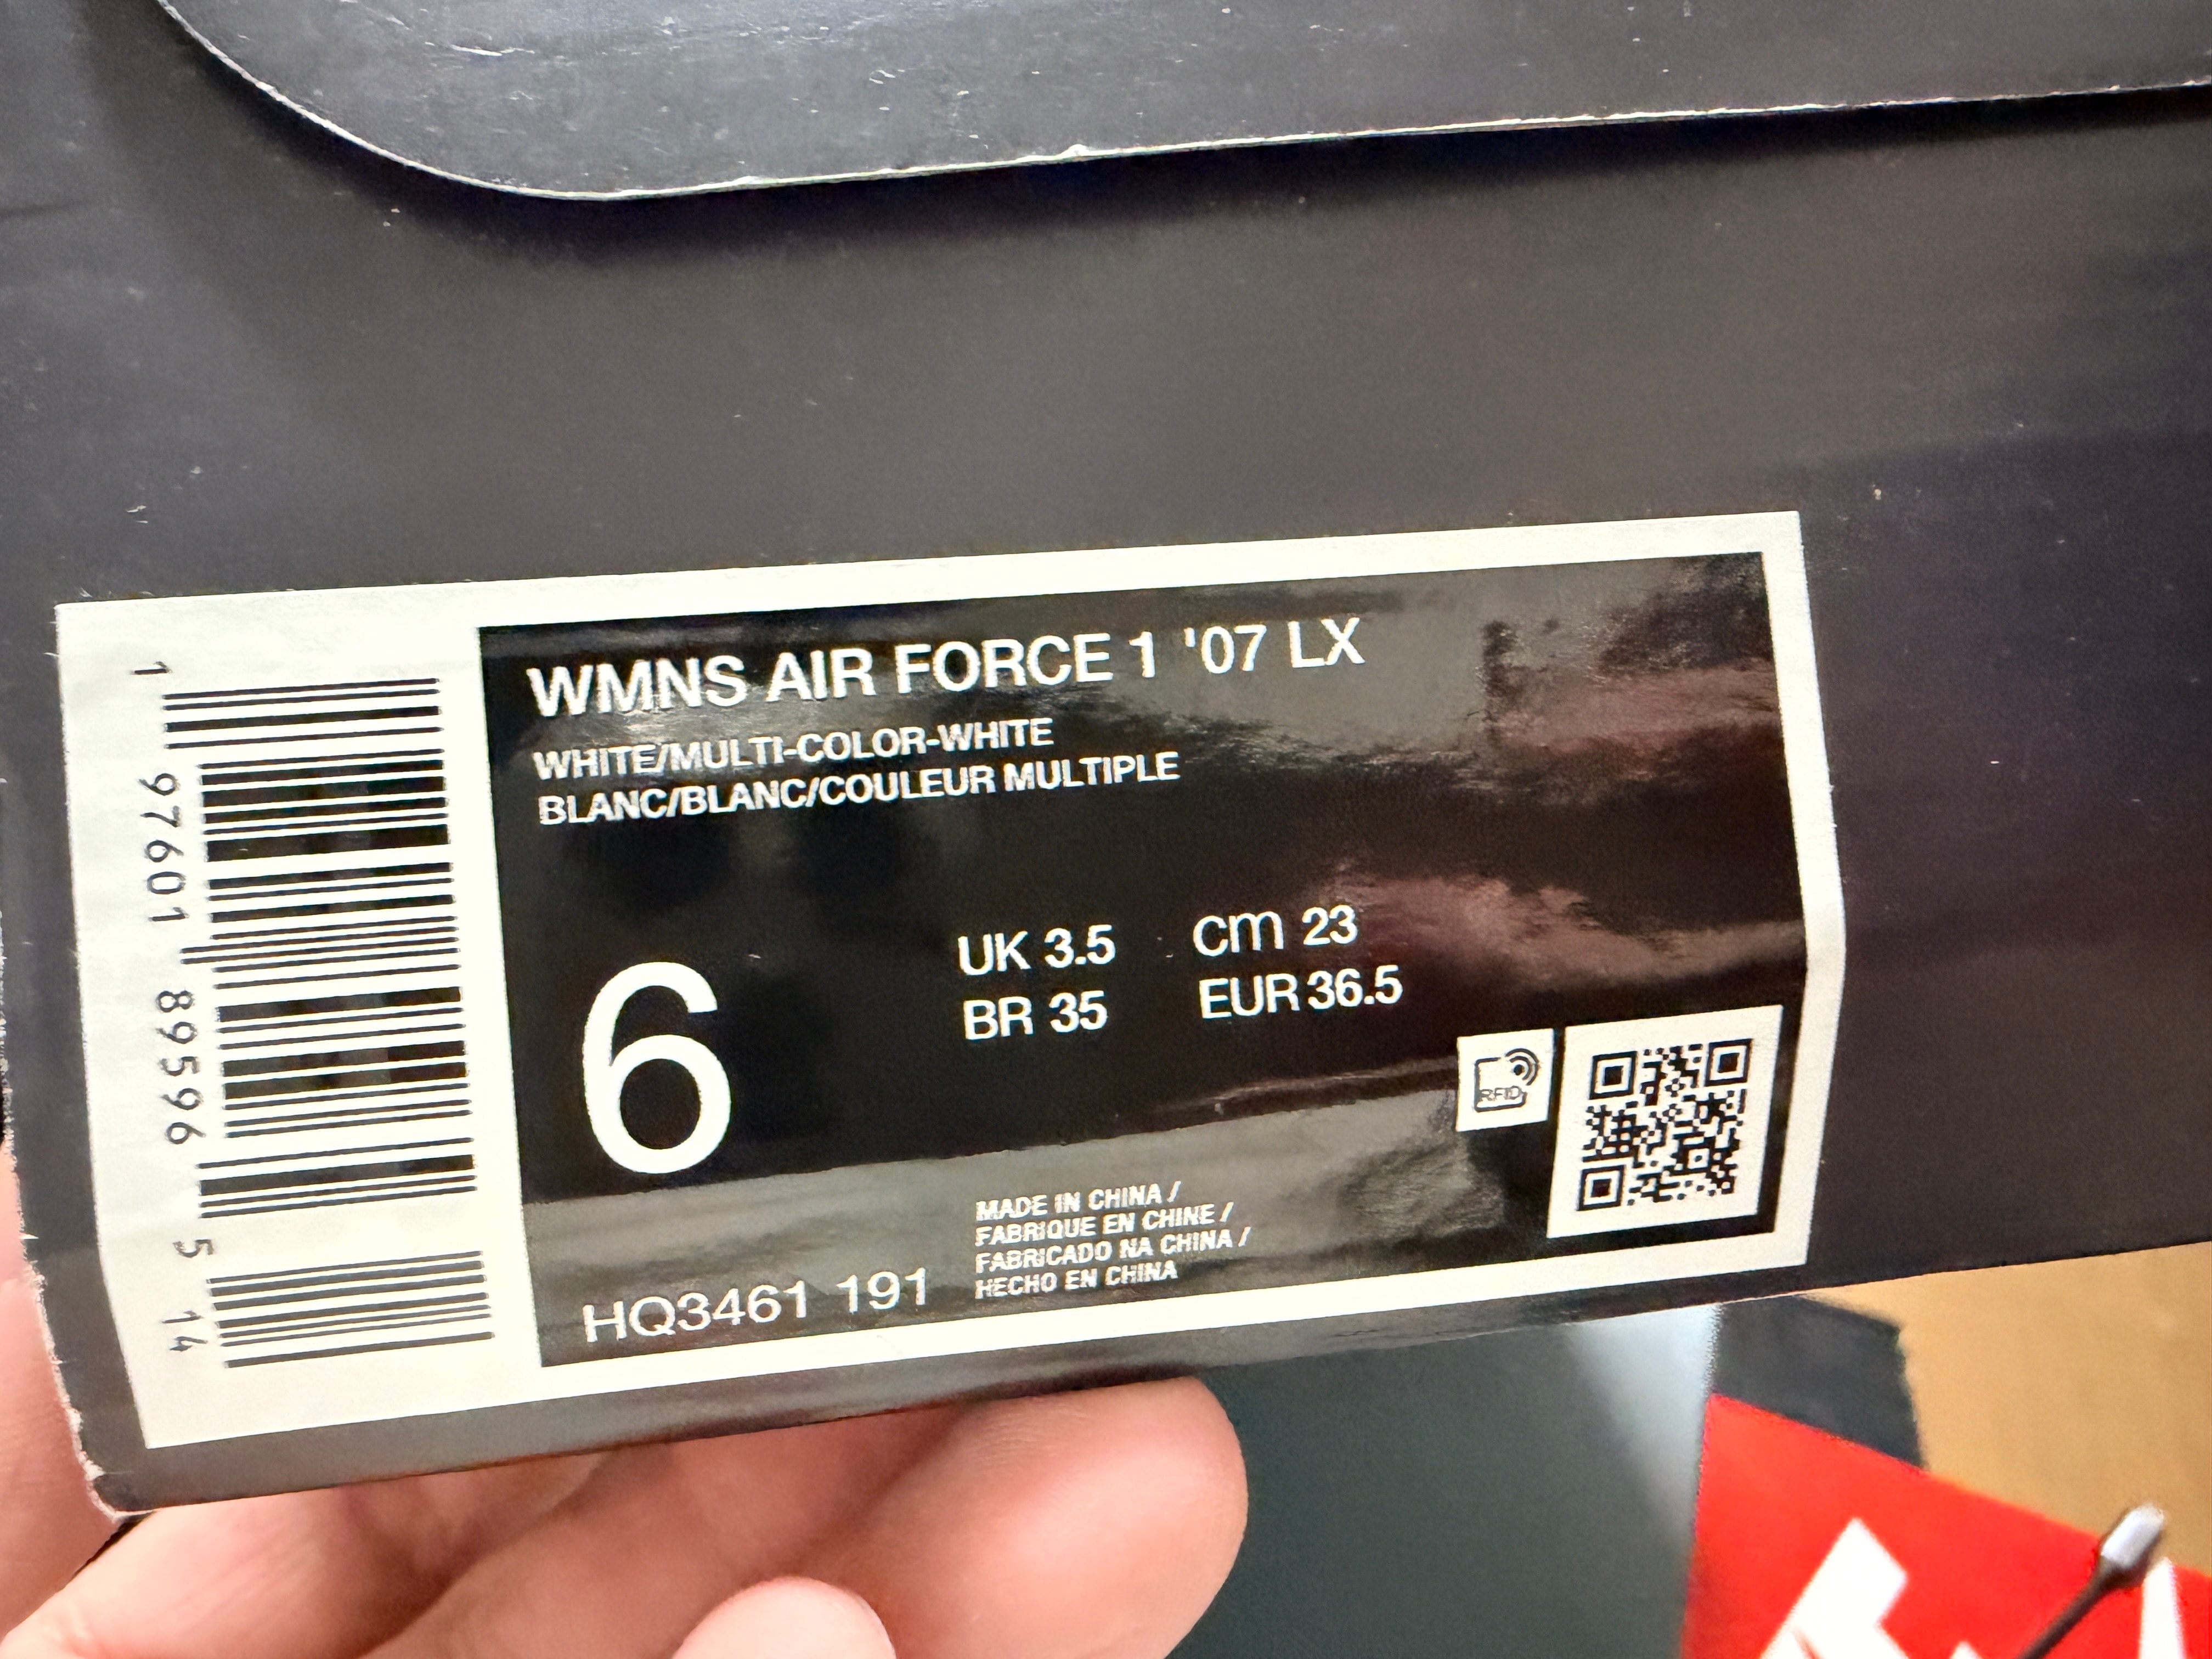 WMNS AIR FORCE 1 '07 LX
WHITE/MULTI-COLOR-WHITE
BLANC/BLANC/COULEUR MULTIPLE
6
UK 3.5 cm 23
BR 35 EUR 36.5
RFID
HQ3461 191
MADE IN CHINA /
FABRIQUE EN CHINE /
FABRICADO NA CHINA /
HECHO EN CHINA
1 97601 89596 5 14